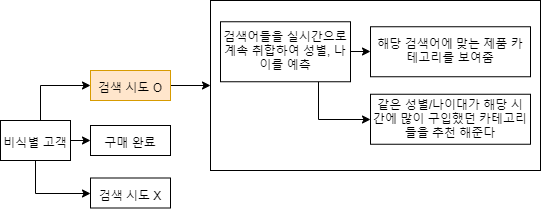 비식별 고객
검색 시도 O
구매 완료
검색 시도 X
검색어들을 실시간으로
계속 취합하여 성별, 나
이를 예측
해당 검색어에 맞는 제품 카
테고리를 보여줌
같은 성별/나이대가 해당 시
간에 많이 구입했던 카테고리
들을 추천 해준다